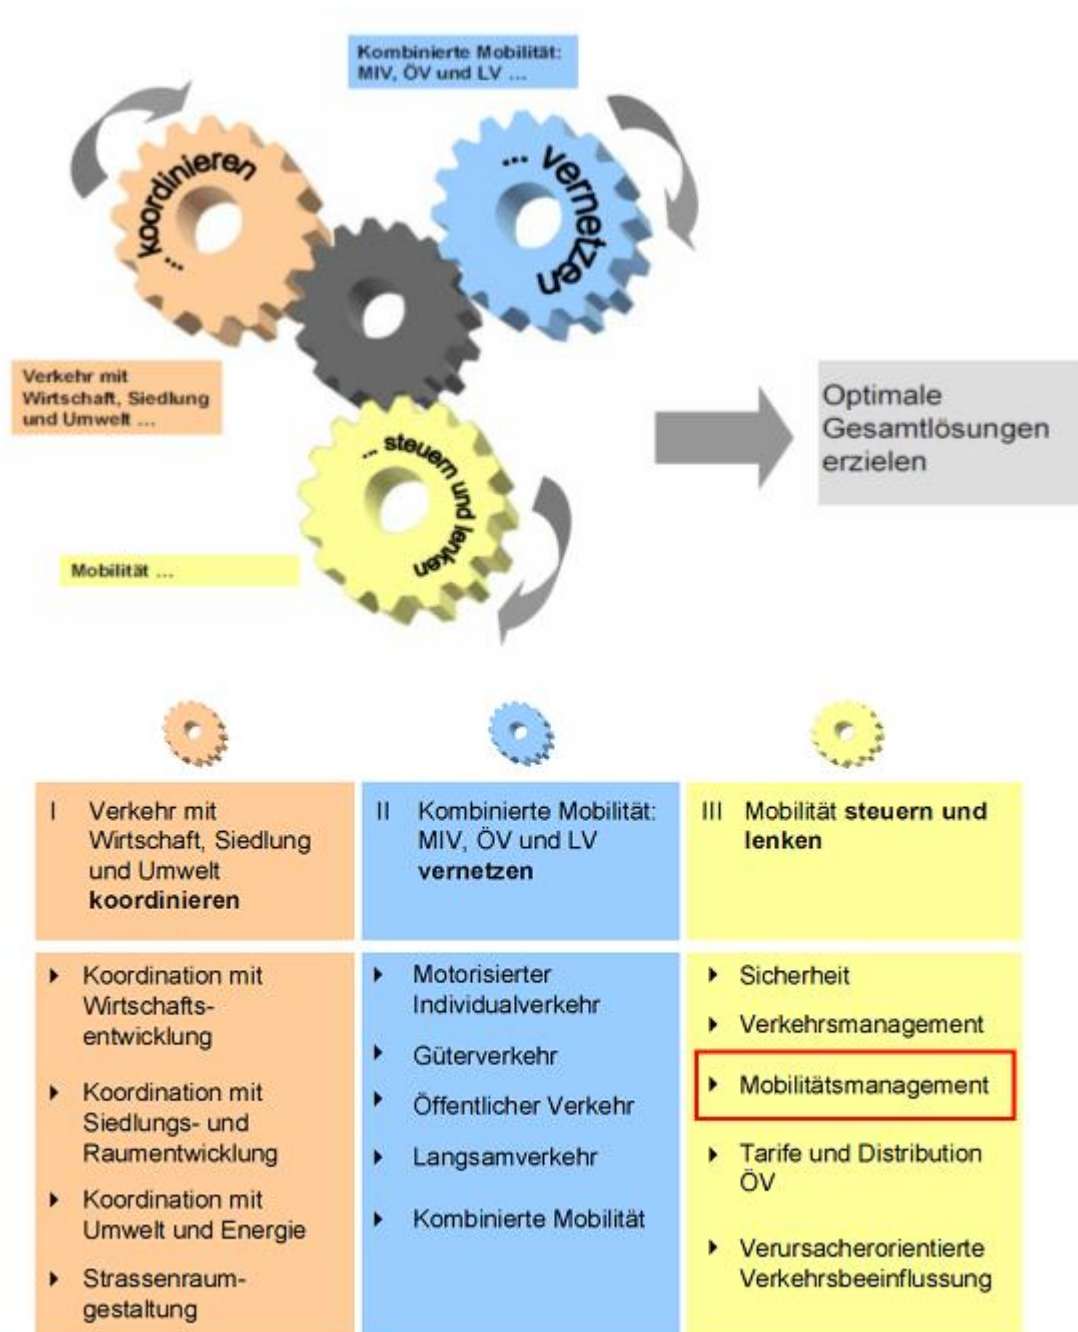 Kombinierte Mobilität:
MIV, ÖV und LV ...
... koordinieren
... vernetzen
Verkehr mit
Wirtschaft, Siedlung
und Umwelt ...
Optimale
Gesamtlösungen
erzielen
... steuern und lenken
Mobilität ...
I Verkehr mit
Wirtschaft, Siedlung
und Umwelt
koordinieren
II Kombinierte Mobilität:
MIV, ÖV und LV
vernetzen
III Mobilität steuern und
lenken
Koordination mit
Wirtschafts-
entwicklung
Koordination mit
Siedlungs- und
Raumentwicklung
Koordination mit
Umwelt und Energie
Strassenraum-
gestaltung
Motorisierter
Individualverkehr
Güterverkehr
Öffentlicher Verkehr
Langsamverkehr
Kombinierte Mobilität
Sicherheit
Verkehrsmanagement
Mobilitätsmanagement
Tarife und Distribution
ÖV
Verursacherorientierte
Verkehrsbeeinflussung